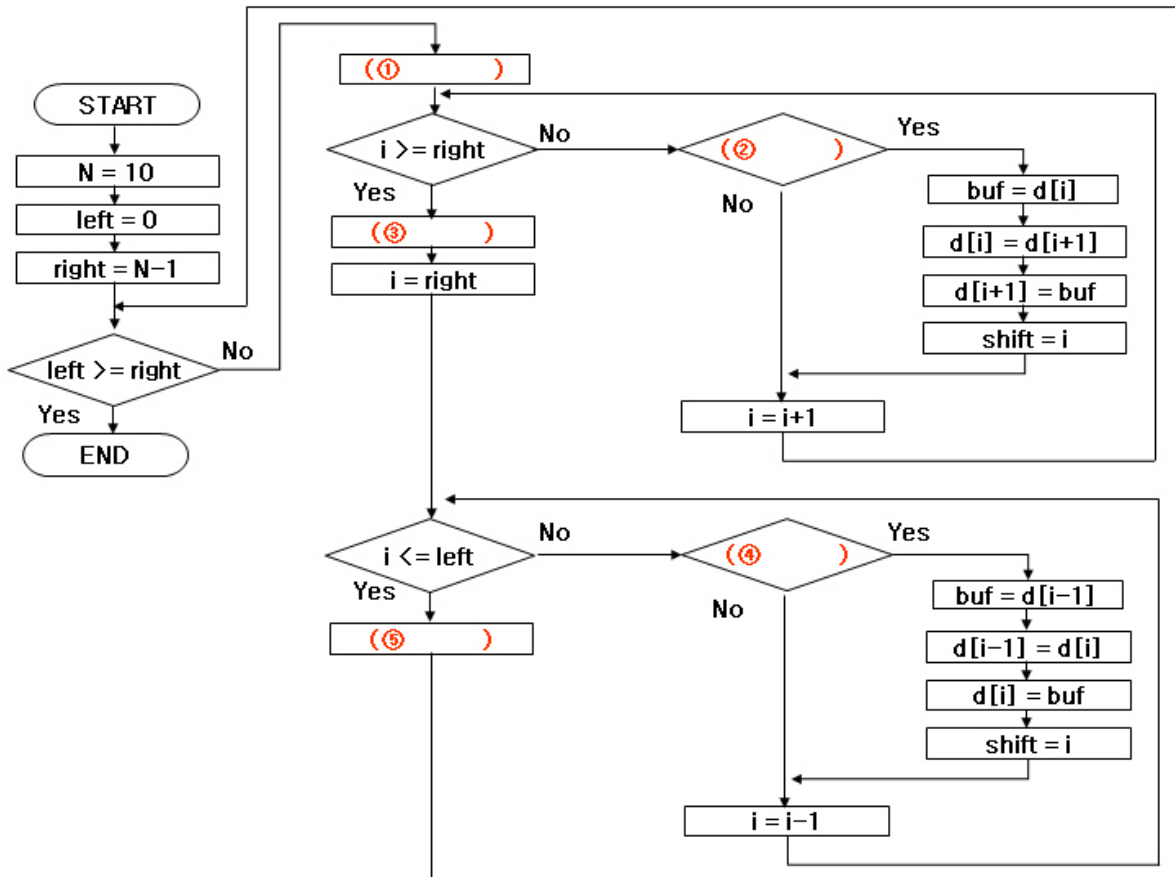 START
N = 10
left = 0
right = N-1
left >= right
No
Yes
END
(① )
i >= right
No
Yes
(② )
Yes
No
buf = d[i]
d[i] = d[i+1]
d[i+1] = buf
shift = i
i = i+1
(③ )
i = right
i <= left
No
Yes
(④ )
Yes
No
buf = d[i-1]
d[i-1] = d[i]
d[i] = buf
shift = i
i = i-1
(⑤ )